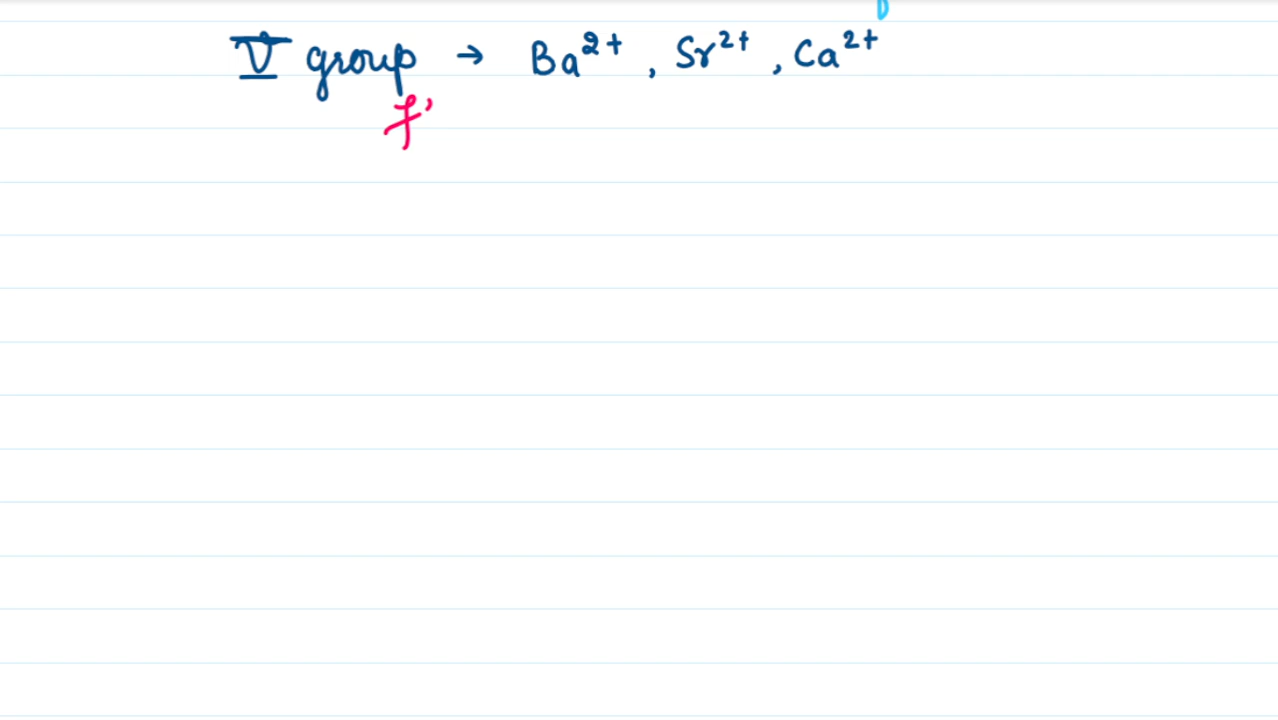 V group → Ba²⁺, Sr²⁺, Ca²⁺
f'